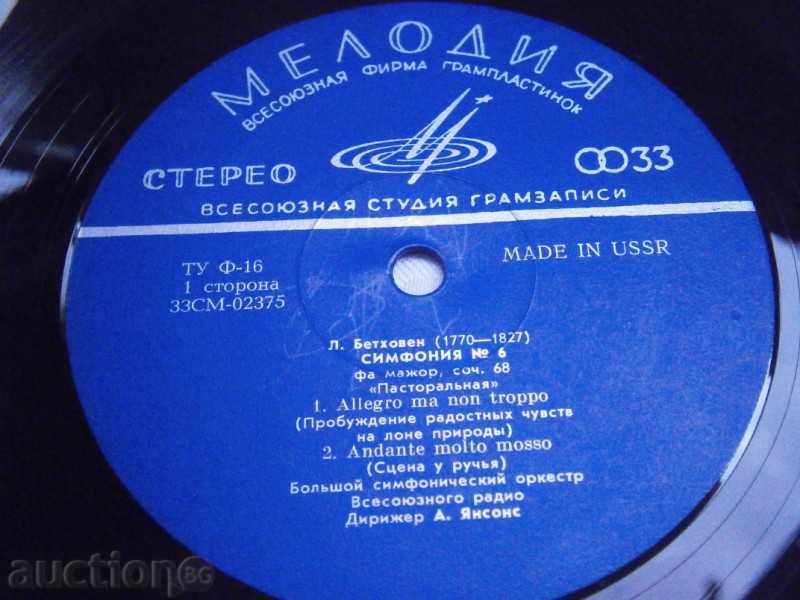 МЕЛОДИЯ
ВСЕСОЮЗНАЯ ФИРМА ГРАМПЛАСТИНОК
СТЕРЕО
33
ВСЕСОЮЗНАЯ СТУДИЯ ГРАМЗАПИСИ
ТУ Ф-16
1 сторона
33СМ-02375
MADE IN USSR
Л. Бетховен (1770—1827)
СИМФОНИЯ № 6
фа мажор, соч. 68
«Пасторальная»
1. Allegro ma non troppo
(Пробуждение радостных чувств
на лоне природы)
2. Andante molto mosso
(Сцена у ручья)
Большой симфонический оркестр
Всесоюзного радио
Дирижер А. Янсонс
auction BG